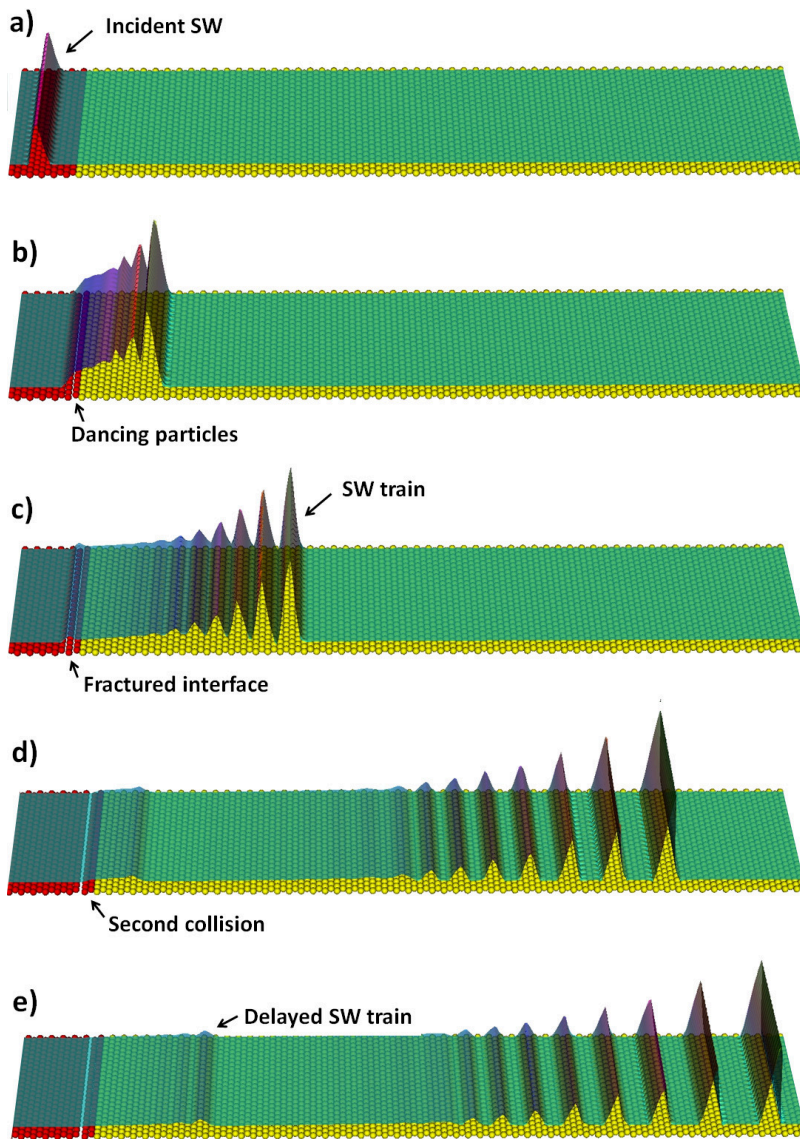 a)
Incident SW
b)
Dancing particles
c)
SW train
Fractured interface
d)
Second collision
e)
Delayed SW train